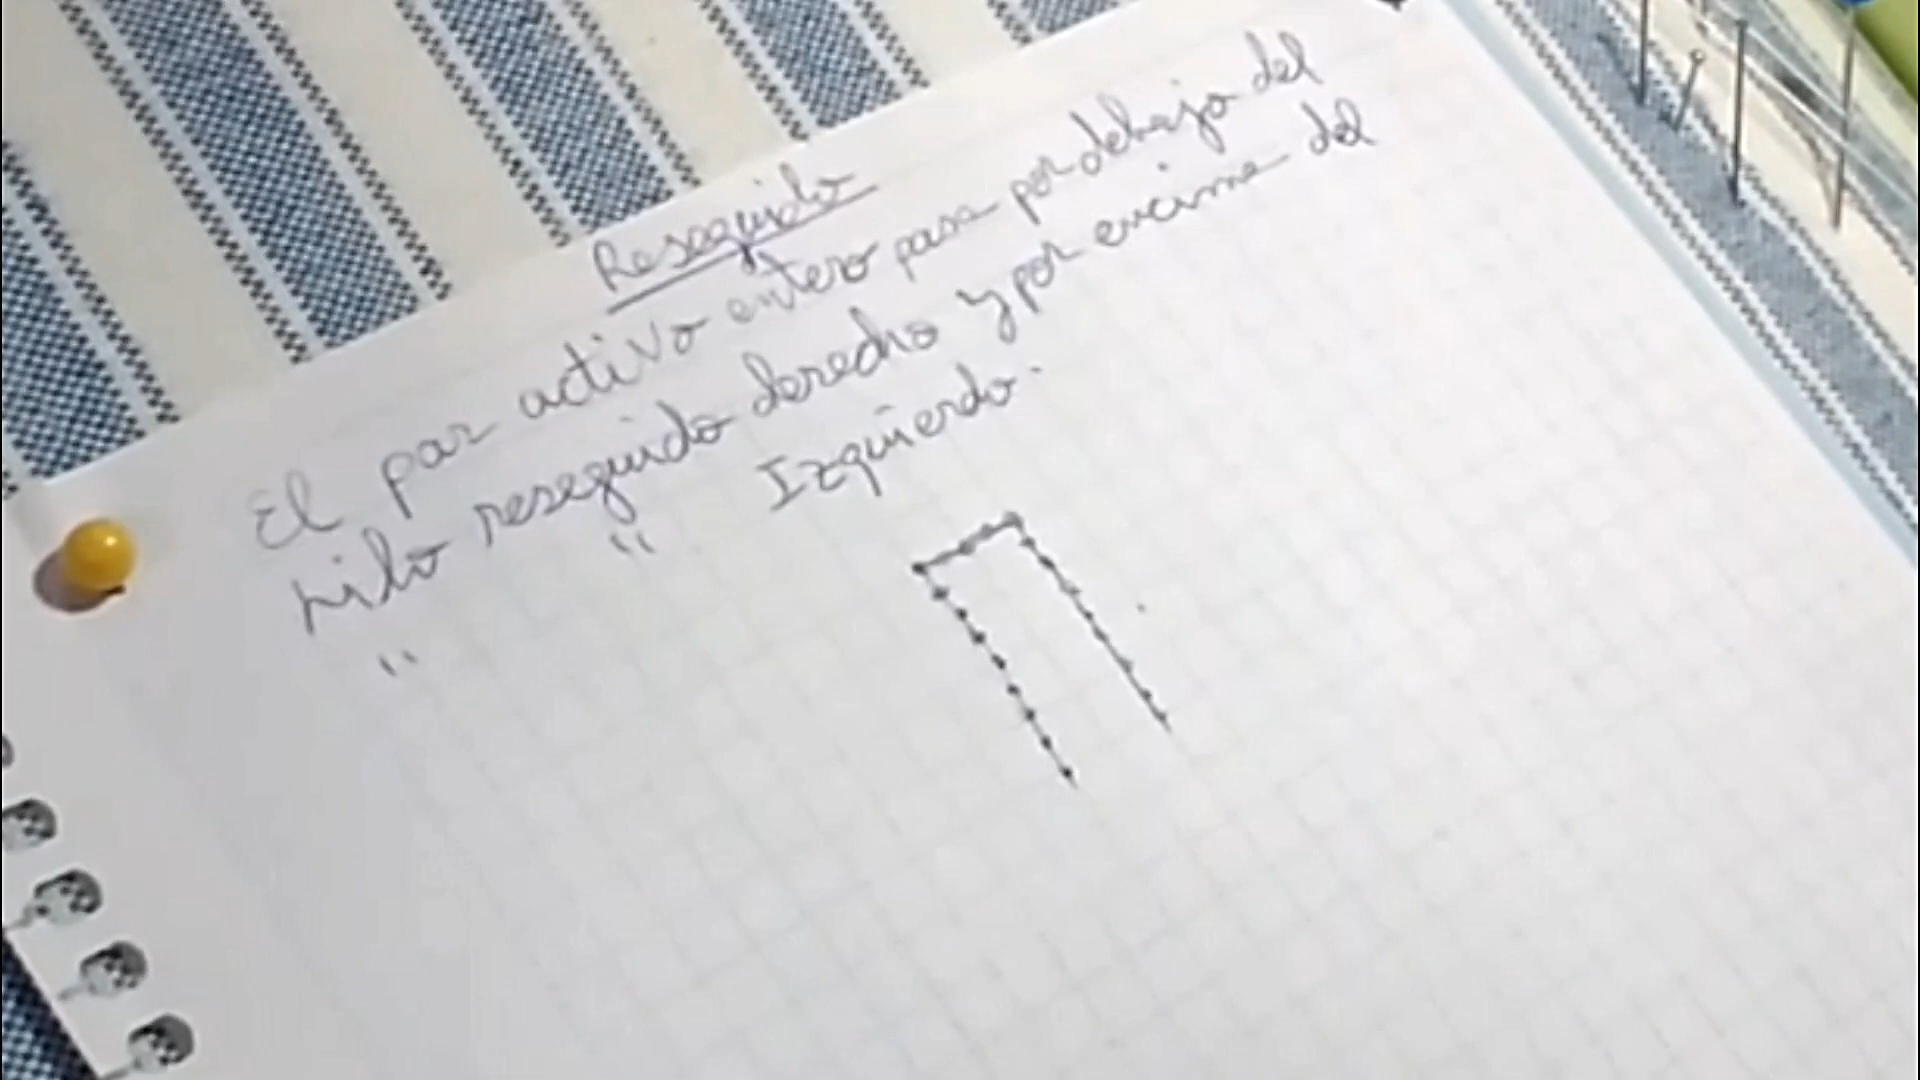 Reseguido
El par activo entero pasa por debajo del
hilo reseguido derecho y por encima del
" " Izquierdo.